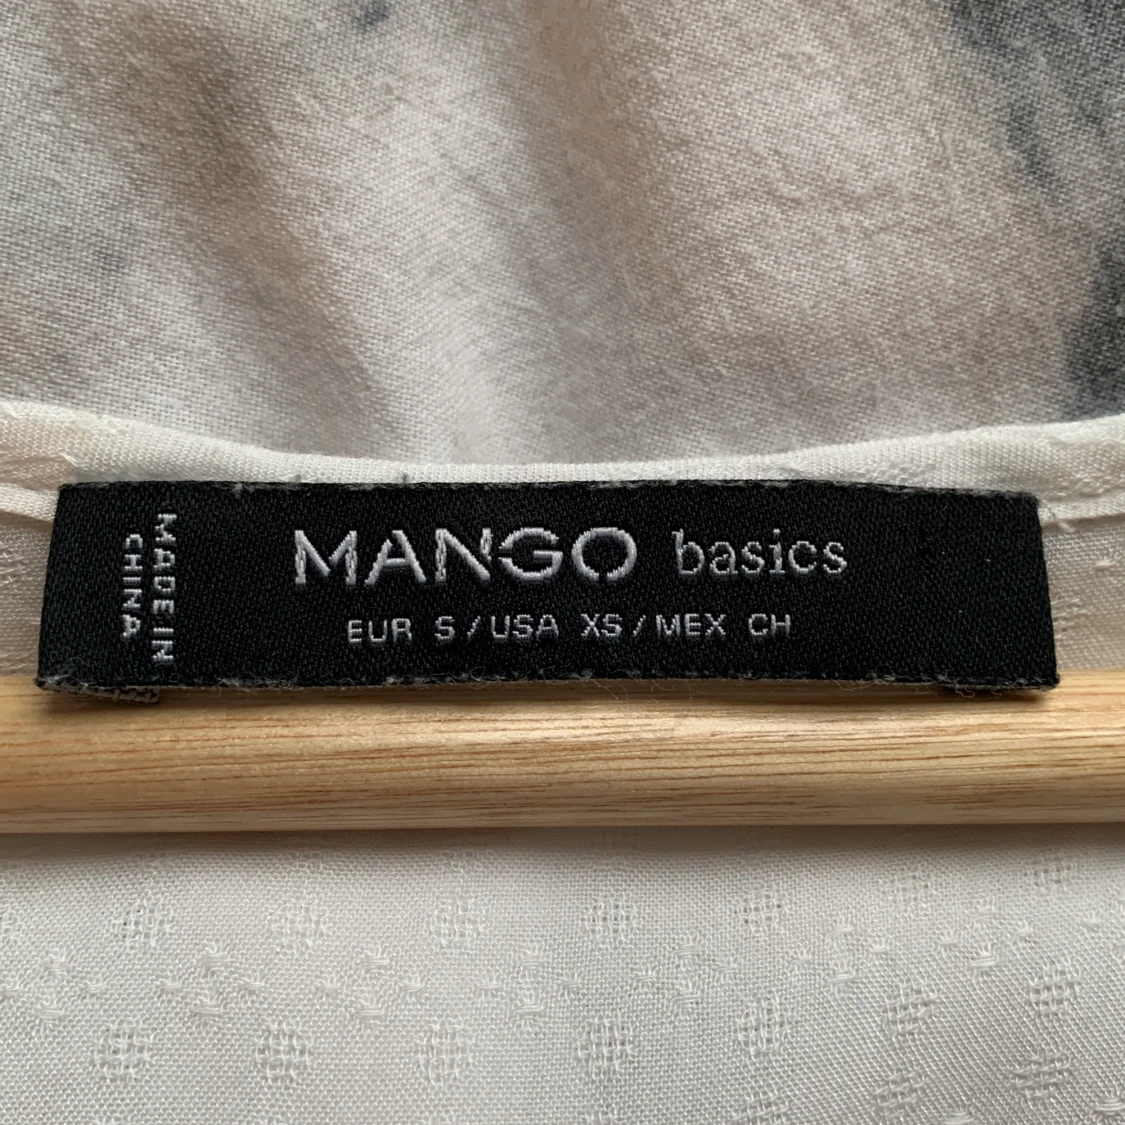 MADE IN
CHINA
MANGO basics
EUR S/USA XS/MEX CH